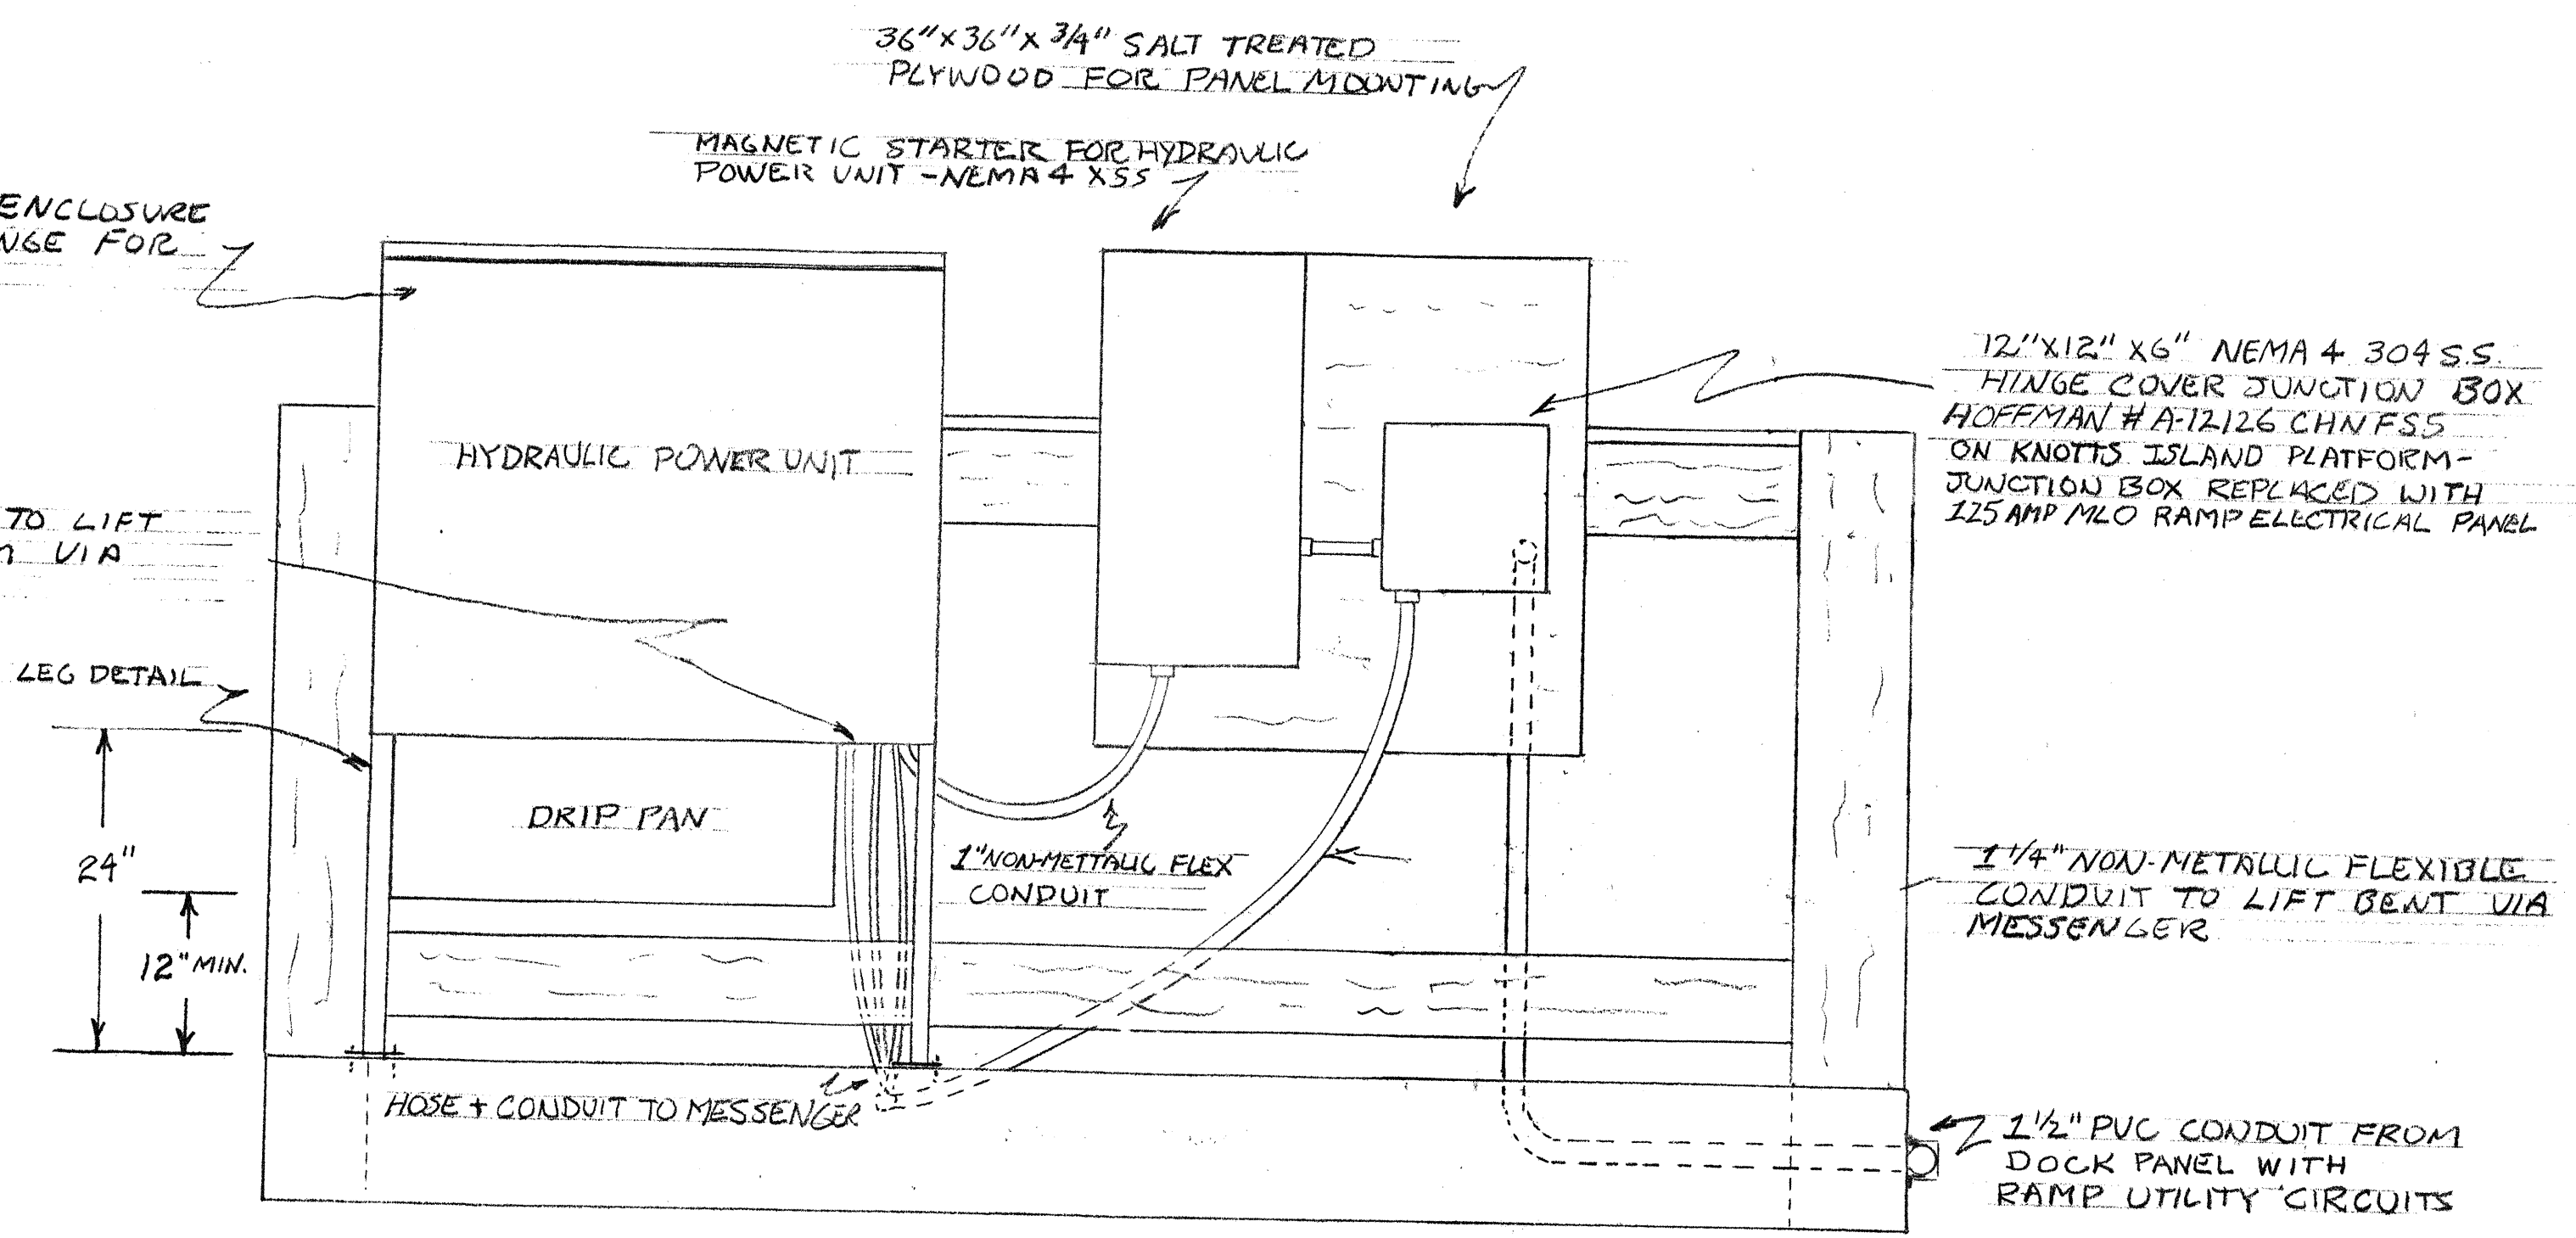 36"X36"X 3/4" SALT TREATED
PLYWOOD FOR PANEL MOUNTING
MAGNETIC STARTER FOR HYDRAULIC
POWER UNIT -NEMA 4 XSS
ENCLOSURE
NGE FOR
12"X12" X6" NEMA 4 304 S.S.
HINGE COVER JUNCTION BOX
HOFFMAN # A-12126 CHNFSS
ON KNOTTS ISLAND PLATFORM-
JUNCTION BOX REPLACED WITH
125 AMP MLO RAMP ELECTRICAL PANEL
HYDRAULIC POWER UNIT
TO LIFT
VIA
LEG DETAIL
DRIP PAN
24"
12" MIN.
1" NON-METTALIC FLEX
CONDUIT
1 1/4" NON-METALLIC FLEXIBLE
CONDUIT TO LIFT BENT VIA
MESSENGER
HOSE + CONDUIT TO MESSENGER
1 1/2" PVC CONDUIT FROM
DOCK PANEL WITH
RAMP UTILITY CIRCUITS